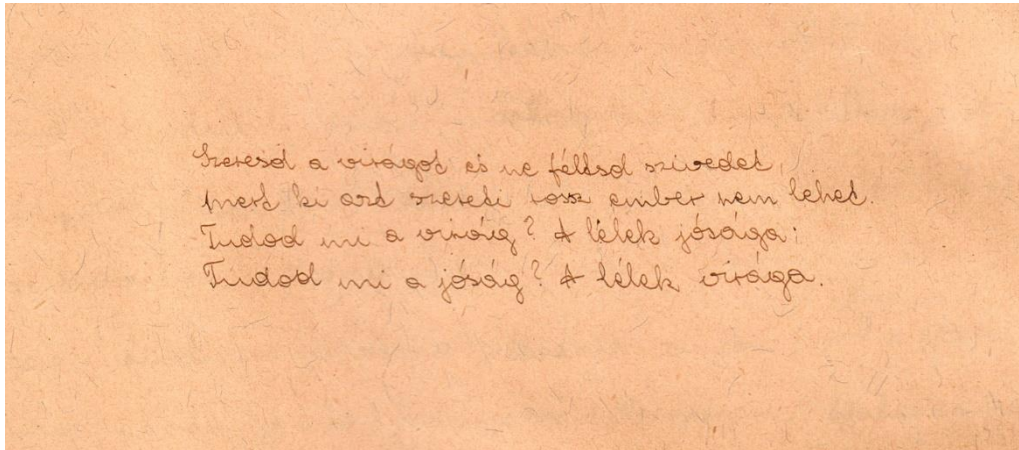 Szeresd a virágot és ne féltsd szivedet,
mert ki azt szereti rossz ember nem lehet.
Tudod mi a virág? A lélek jósága;
Tudod mi a jóság? A lélek virága.